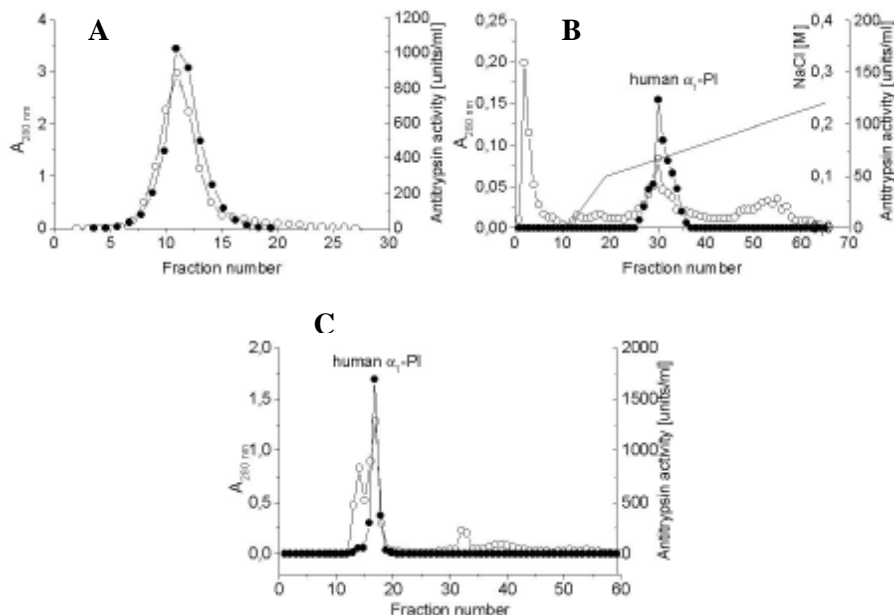 A
A 280 nm
4
3
2
1
0
1200
1000
800
600
400
200
0
Antitrypsin activity [units/ml]
0 10 15 20 25 30
Fraction number
B
A 280 nm
0,25
0,20
0,15
0,10
0,05
0,00
human α1-PI
NaCl [M]
0,4
0,3
0,2
0,1
200
150
100
50
0
Antitrypsin activity [units/ml]
0 10 20 30 40 50 60 70
Fraction number
C
A 280 nm
2,0
1,5
1,0
0,5
0,0
human α1-PI
2000
1500
1000
500
0
Antitrypsin activity [units/ml]
0 10 20 30 40 50 60
Fraction number